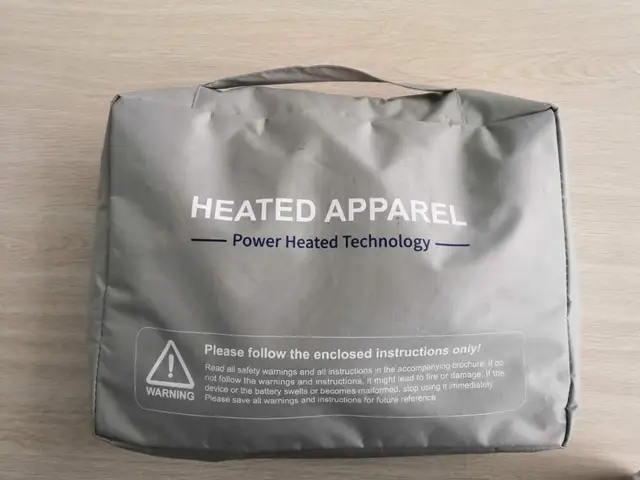 HEATED APPAREL
Power Heated Technology
Please follow the enclosed instructions only!
Read all safety warnings and all instructions in the accompanying brochure. If do
not follow the warnings and instructions, it might lead to fire or damage. If the
device or the battery swells or becomes malformed, stop using it immediately.
Please save all warnings and instructions for future reference
WARNING